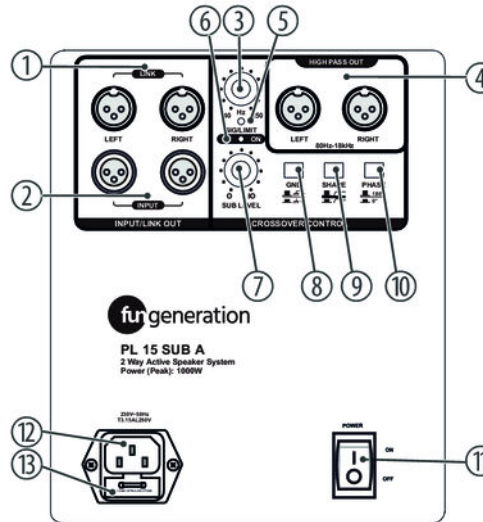 1
2
3
4
5
6
7
8
9
10
11
12
13
LINK
LEFT
RIGHT
INPUT
INPUT/LINK OUT
Hz
50
SIG/LIMIT
ON
0
10
SUB LEVEL
HIGH PASS OUT
LEFT
RIGHT
80Hz-18kHz
GND
SHAPE
PHASE
180°
0°
CROSSOVER CONTROL
fun generation
PL 15 SUB A
2 Way Active Speaker System
Power (Peak): 1000W
230V~50Hz
T3.15AL250V
POWER
ON
OFF